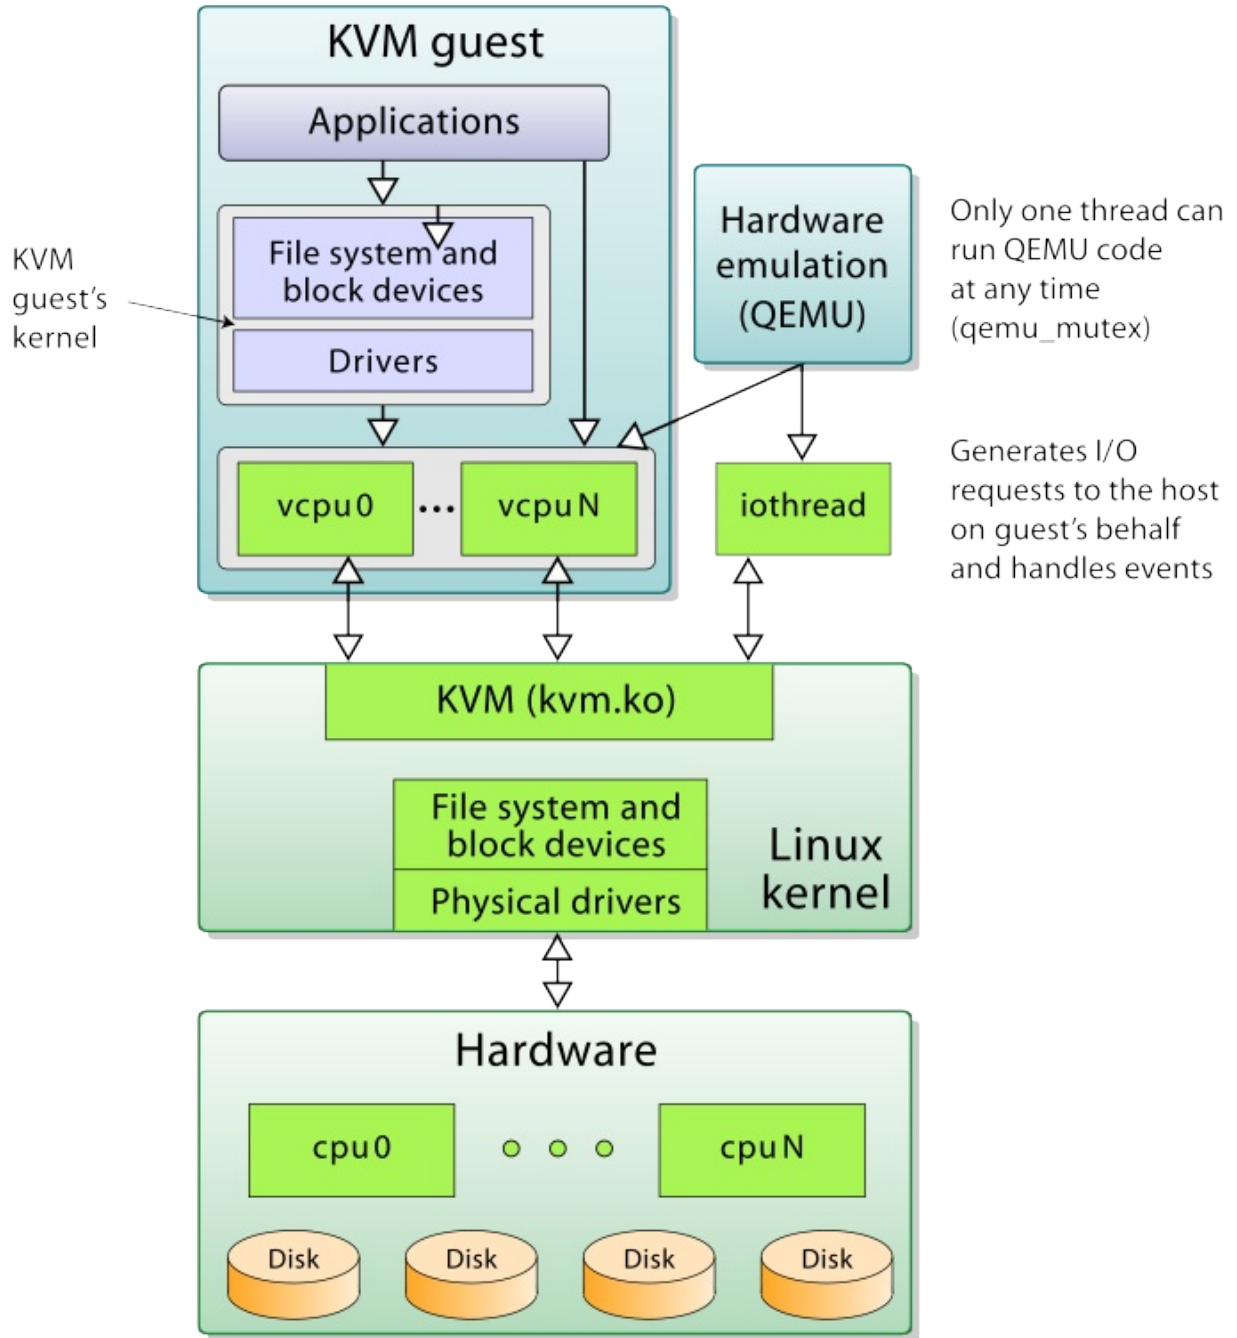 KVM guest
Applications
File system and
block devices
Drivers
KVM
guest's
kernel
vcpu0
...
vcpuN
Hardware
emulation
(QEMU)
Only one thread can
run QEMU code
at any time
(qemu_mutex)
iothread
Generates I/O
requests to the host
on guest's behalf
and handles events
KVM (kvm.ko)
File system and
block devices
Physical drivers
Linux
kernel
Hardware
cpu0
cpuN
Disk
Disk
Disk
Disk